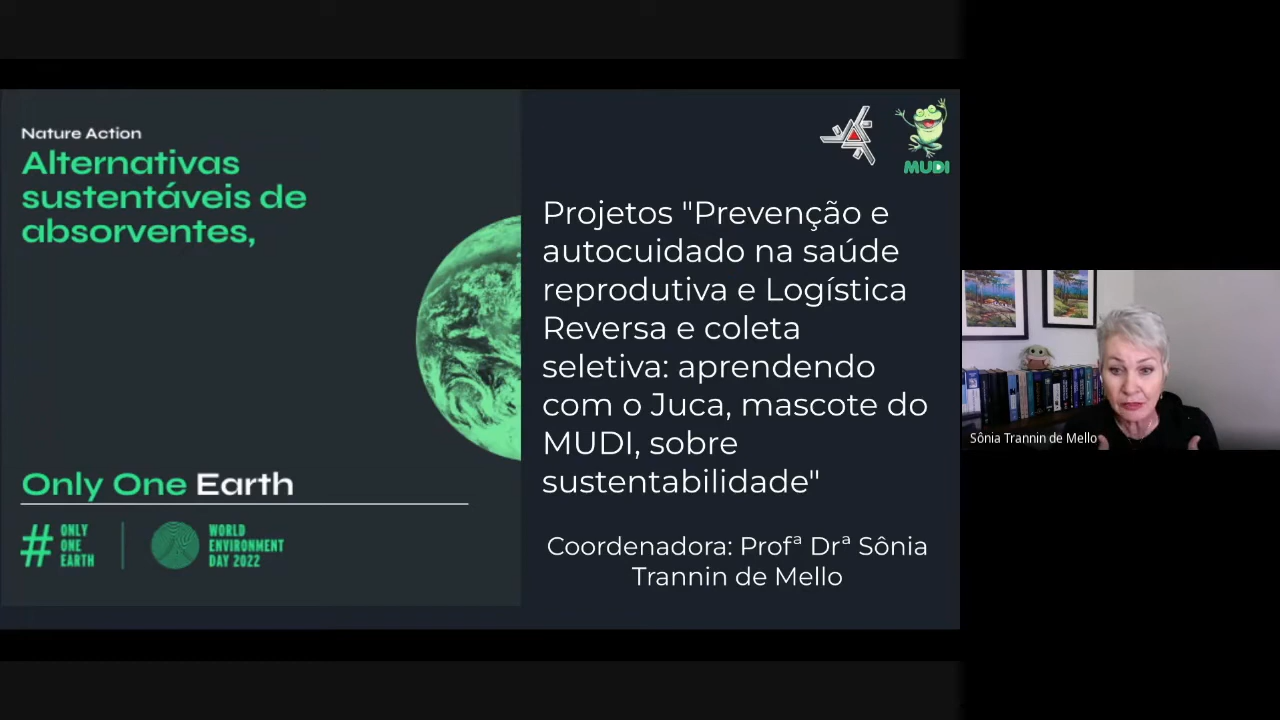 Nature Action
Alternativas
sustentáveis de
absorventes,
Only One Earth
# ONLY
ONE
EARTH
WORLD
ENVIRONMENT
DAY 2022
MUDI
Projetos "Prevenção e
autocuidado na saúde
reprodutiva e Logística
Reversa e coleta
seletiva: aprendendo
com o Juca, mascote do
MUDI, sobre
sustentabilidade"
Coordenadora: Profª Drª Sônia
Trannin de Mello
Sônia Trannin de Mello